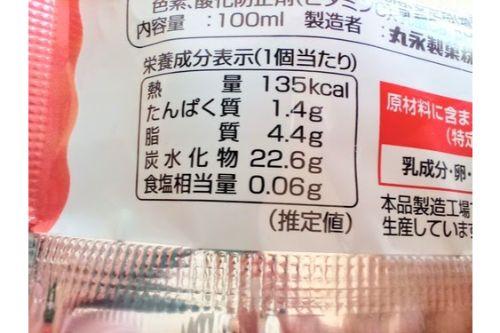 色素、酸化防止剤(ビタミンC
内容量 :100ml 製造者 :丸永製菓株
栄養成分表示(1個当たり)
熱 量 135kcal
たんぱく質 1.4g
脂 質 4.4g
炭水化物 22.6g
食塩相当量 0.06g
(推定値)
原材料に含ま
(特定
乳成分・卵・
本品製造工場で
生産しています